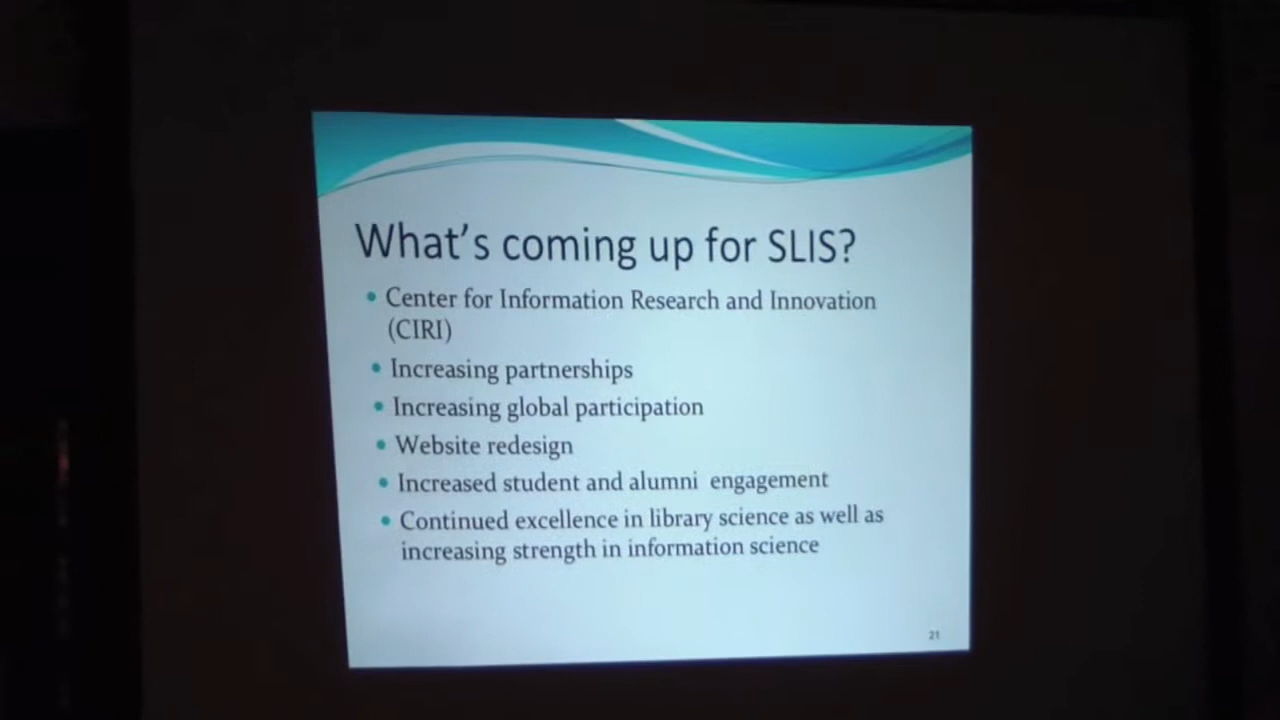 What's coming up for SLIS?
• Center for Information Research and Innovation
(CIRI)
• Increasing partnerships
• Increasing global participation
• Website redesign
• Increased student and alumni engagement
• Continued excellence in library science as well as
increasing strength in information science
21